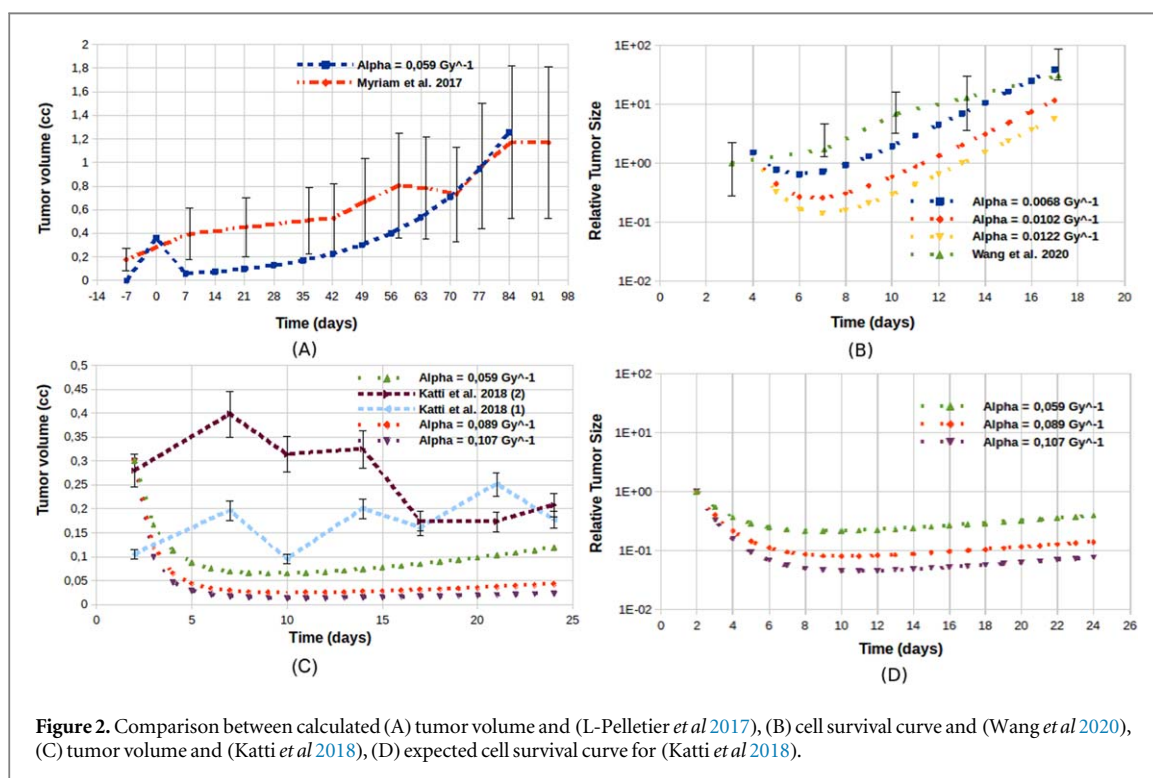 2
1,8
1,6
1,4
1,2
1
0,8
0,6
0,4
0,2
0
Tumor volume (cc)
Alpha = 0,059 Gy^-1
Myriam et al. 2017
-14 -7 0 7 14 21 28 35 42 49 56 63 70 77 84 91 98
Time (days)
(A)
1E+02
1E+01
1E+00
1E-01
1E-02
Relative Tumor Size
Alpha = 0.0068 Gy^-1
Alpha = 0.0102 Gy^-1
Alpha = 0.0122 Gy^-1
Wang et al. 2020
0 2 4 6 8 10 12 14 16 18 20
Time (days)
(B)
0,5
0,45
0,4
0,35
0,3
0,25
0,2
0,15
0,1
0,05
0
Tumor volume (cc)
Alpha = 0,059 Gy^-1
Katti et al. 2018 (2)
Katti et al. 2018 (1)
Alpha = 0,089 Gy^-1
Alpha = 0,107 Gy^-1
0 5 10 15 20 25
Time (days)
(C)
1E+02
1E+01
1E+00
1E-01
1E-02
Relative Tumor Size
Alpha = 0,059 Gy^-1
Alpha = 0,089 Gy^-1
Alpha = 0,107 Gy^-1
0 2 4 6 8 10 12 14 16 18 20 22 24 26
Time (days)
(D)
Figure 2. Comparison between calculated (A) tumor volume and (L-Pelletier et al 2017), (B) cell survival curve and (Wang et al 2020),
(C) tumor volume and (Katti et al 2018), (D) expected cell survival curve for (Katti et al 2018).